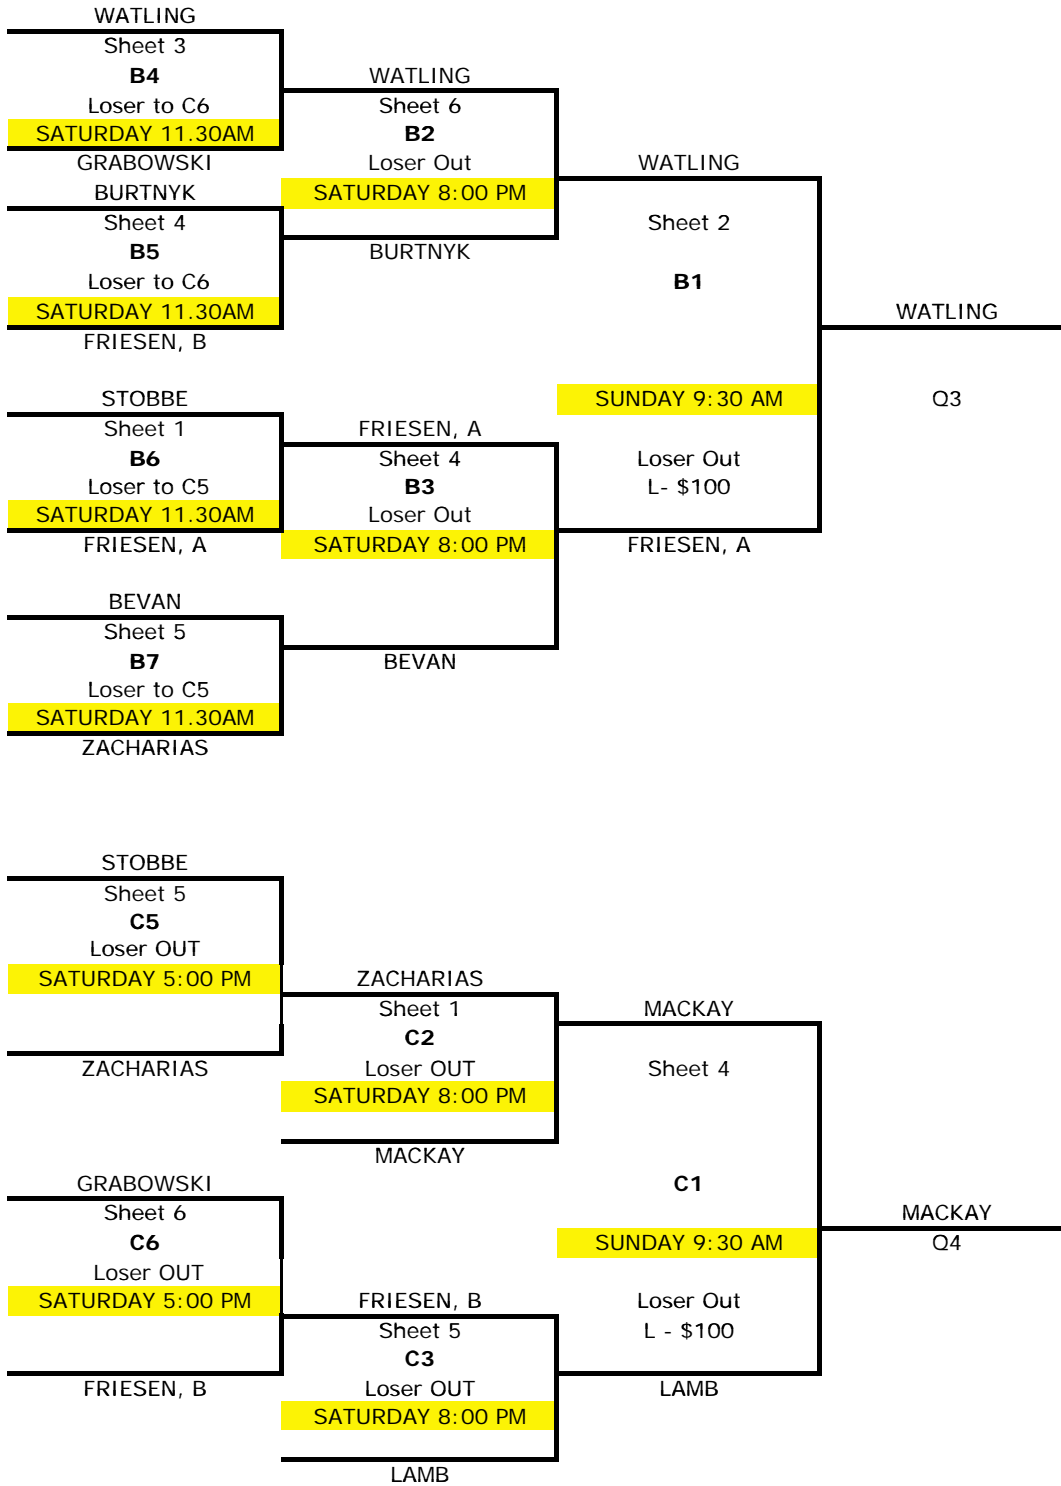 WATLING
Sheet 3
B4
Loser to C6
SATURDAY 11.30AM
GRABOWSKI
BURTNYK
Sheet 4
B5
Loser to C6
SATURDAY 11.30AM
FRIESEN, B
STOBBE
Sheet 1
B6
Loser to C5
SATURDAY 11.30AM
FRIESEN, A
BEVAN
Sheet 5
B7
Loser to C5
SATURDAY 11.30AM
ZACHARIAS
WATLING
Sheet 6
B2
Loser Out
SATURDAY 8:00 PM
BURTNYK
FRIESEN, A
Sheet 4
B3
Loser Out
SATURDAY 8:00 PM
BEVAN
WATLING
Sheet 2
B1
SUNDAY 9:30 AM
Loser Out
L- $100
FRIESEN, A
WATLING
Q3
STOBBE
Sheet 5
C5
Loser OUT
SATURDAY 5:00 PM
ZACHARIAS
GRABOWSKI
Sheet 6
C6
Loser OUT
SATURDAY 5:00 PM
FRIESEN, B
ZACHARIAS
Sheet 1
C2
Loser OUT
SATURDAY 8:00 PM
MACKAY
FRIESEN, B
Sheet 5
C3
Loser OUT
SATURDAY 8:00 PM
LAMB
MACKAY
Sheet 4
C1
SUNDAY 9:30 AM
Loser Out
L - $100
LAMB
MACKAY
Q4